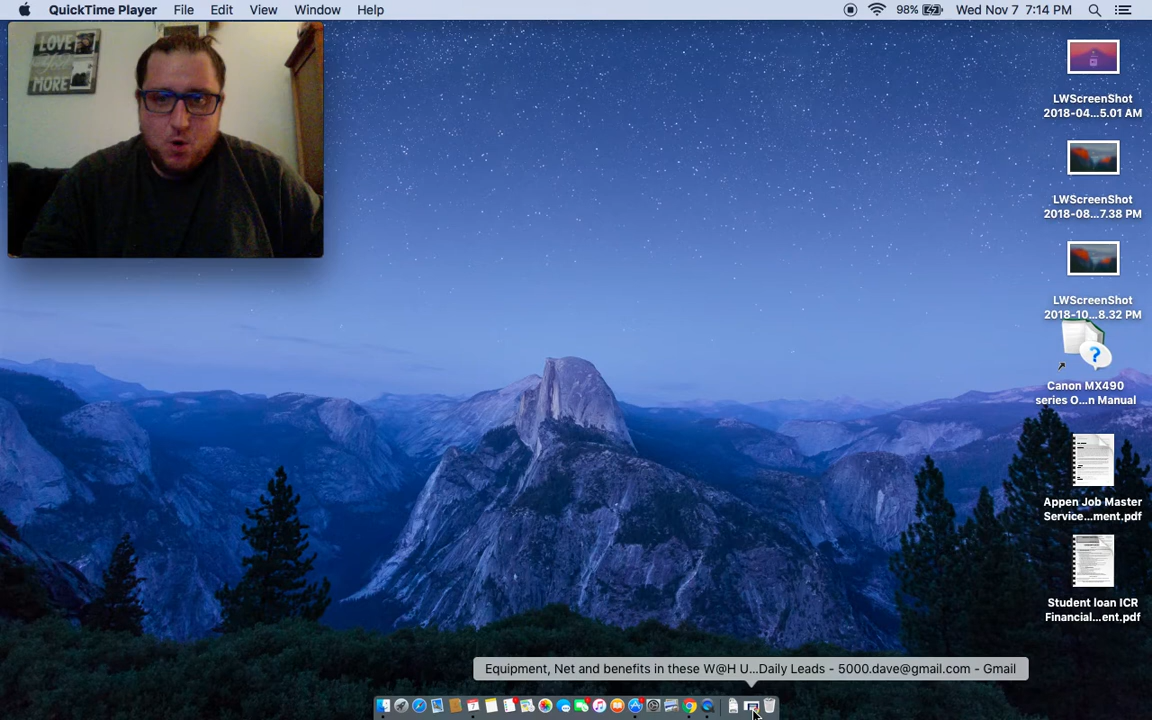 QuickTime Player File Edit View Window Help 98% Wed Nov 7 7:14 PM
LOVE
MORE
LWScreenShot
2018-04...5.01 AM
LWScreenShot
2018-08...7.38 PM
LWScreenShot
2018-10...8.32 PM
Canon MX490
series O...n Manual
Appen Job Master
Service...ment.pdf
Student loan ICR
Financial...ent.pdf
Equipment, Net and benefits in these W@H U...Daily Leads - 5000.dave@gmail.com - Gmail